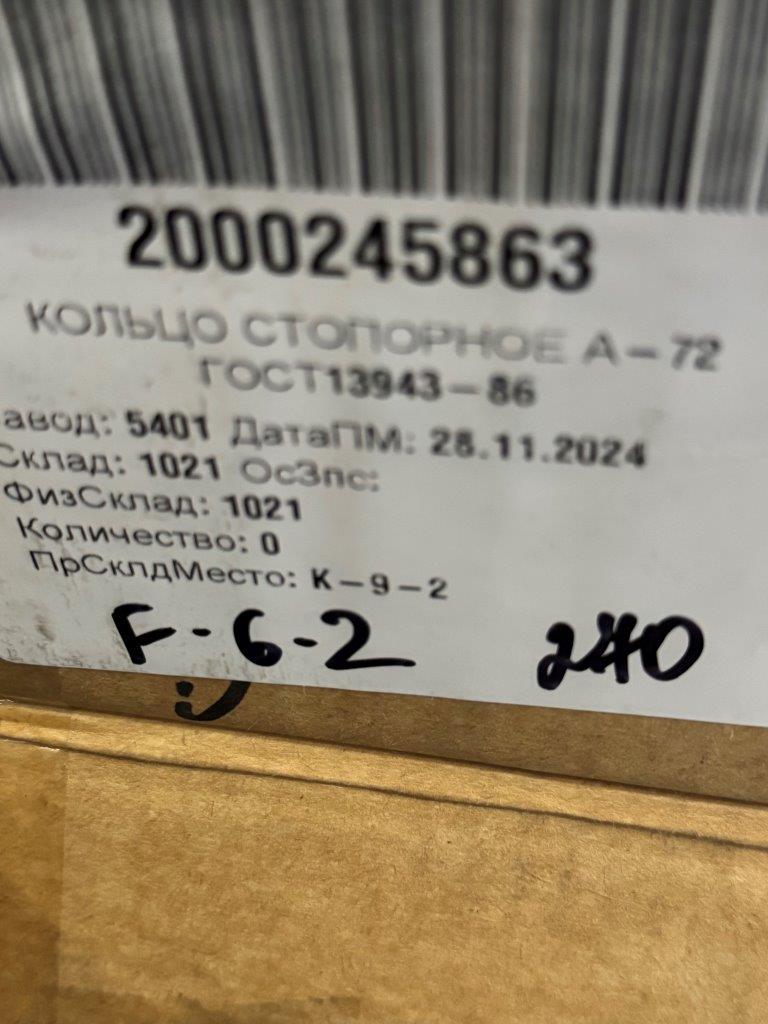 2000245863
КОЛЬЦО СТОПОРНОЕ А-72
ГОСТ13943-86
авод: 5401 ДатаПМ: 28.11.2024
Склад: 1021 ОсЗпс:
ФизСклад: 1021
Количество: 0
ПрСклдМесто: К-9-2
F-6-2 240